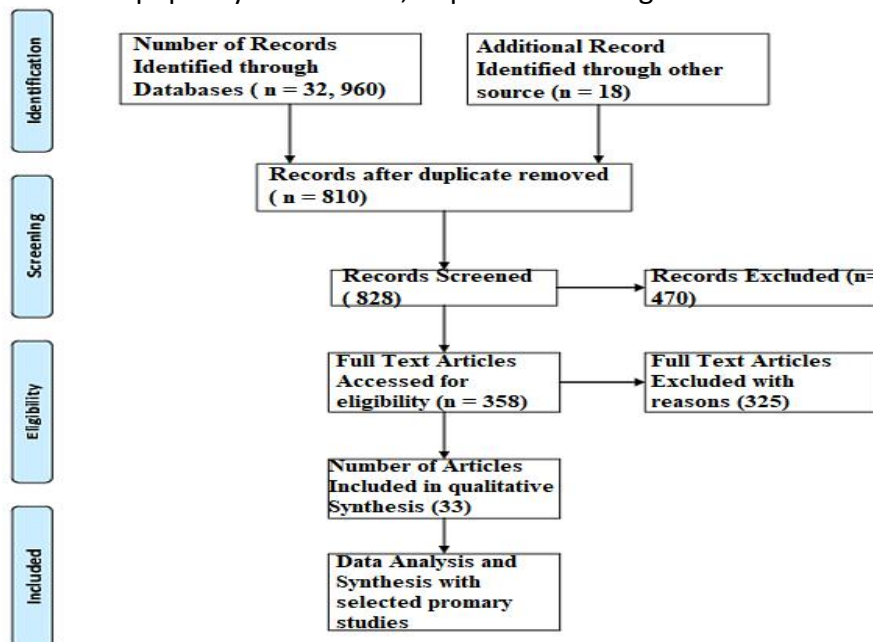 Identification
Number of Records
Identified through
Databases ( n = 32, 960)
Additional Record
Identified through other
source (n = 18)
Records after duplicate removed
( n = 810)
Screening
Records Screened
( 828)
Records Excluded (n=
470)
Eligibility
Full Text Articles
Accessed for
eligibility (n = 358)
Full Text Articles
Excluded with
reasons (325)
Number of Articles
Included in qualitative
Synthesis (33)
Included
Data Analysis and
Synthesis with
selected promary
studies